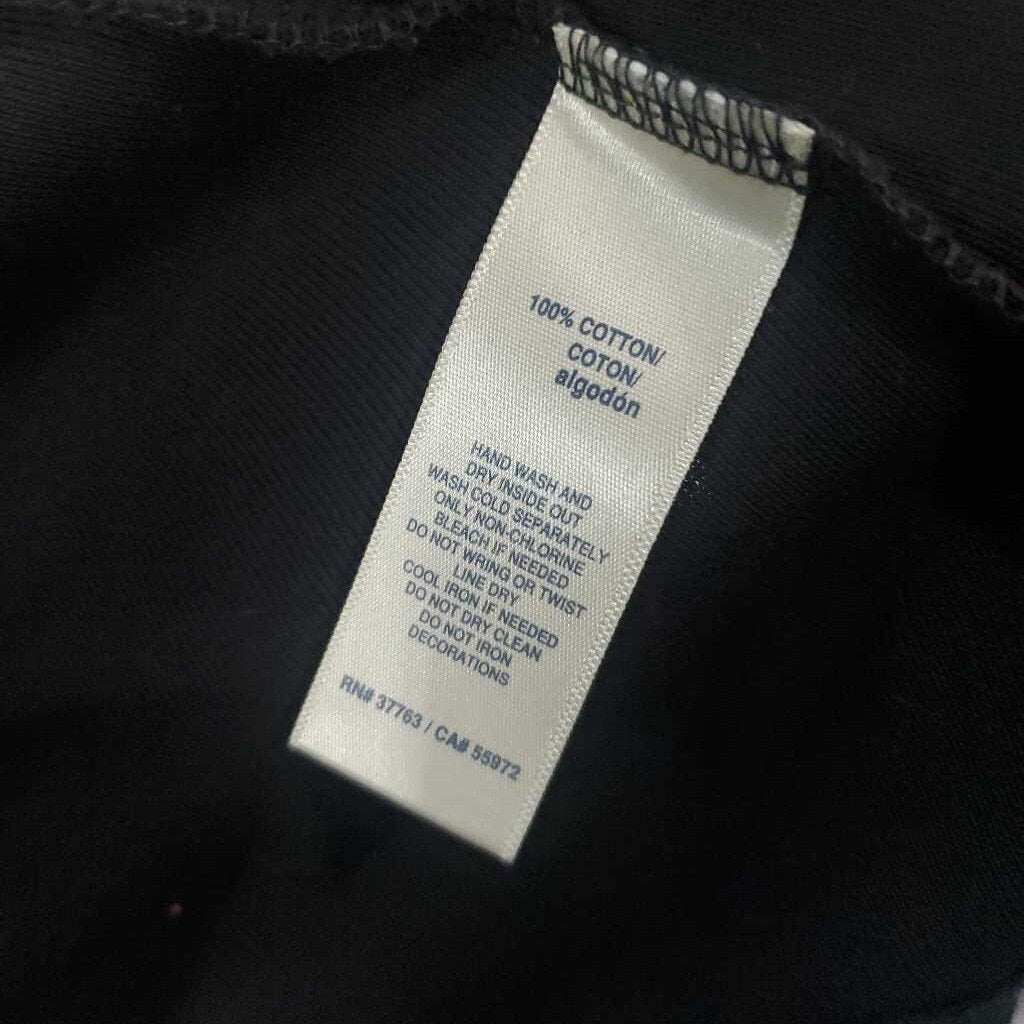 100% COTTON/
COTON/
algodón
HAND WASH AND
DRY INSIDE OUT
WASH COLD SEPARATELY
ONLY NON-CHLORINE
BLEACH IF NEEDED
DO NOT WRING OR TWIST
LINE DRY
COOL IRON IF NEEDED
DO NOT DRY CLEAN
DO NOT IRON
DECORATIONS
RN# 37763 / CA# 55972